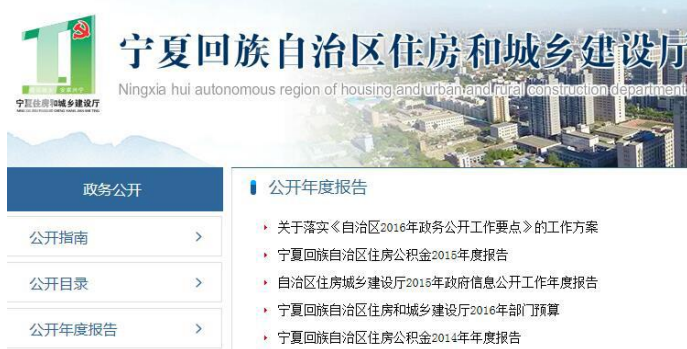 宁夏回族自治区住房和城乡建设厅
Ningxia hui autonomous region of housing and urban and rural construction department
宁夏住房和城乡建设厅
政务公开
公开指南
公开目录
公开年度报告
公开年度报告
关于落实《自治区2016年政务公开工作要点》的工作方案
宁夏回族自治区住房公积金2015年度报告
自治区住房城乡建设厅2015年政府信息公开工作年度报告
宁夏回族自治区住房和城乡建设厅2016年部门预算
宁夏回族自治区住房公积金2014年年度报告